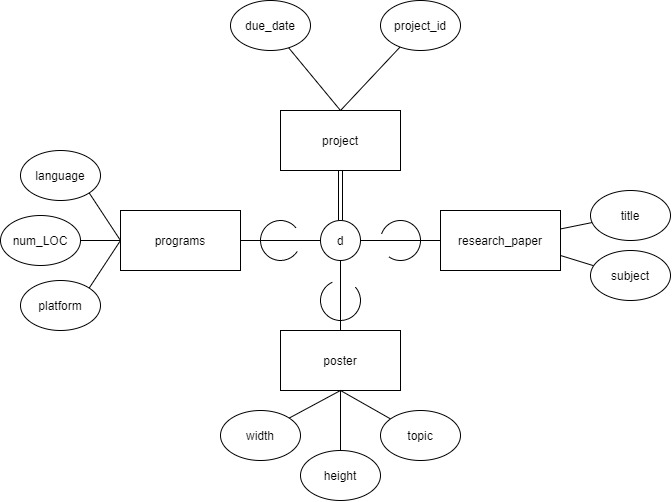 due_date
project_id
project
language
num_LOC
platform
programs
d
research_paper
title
subject
poster
width
topic
height